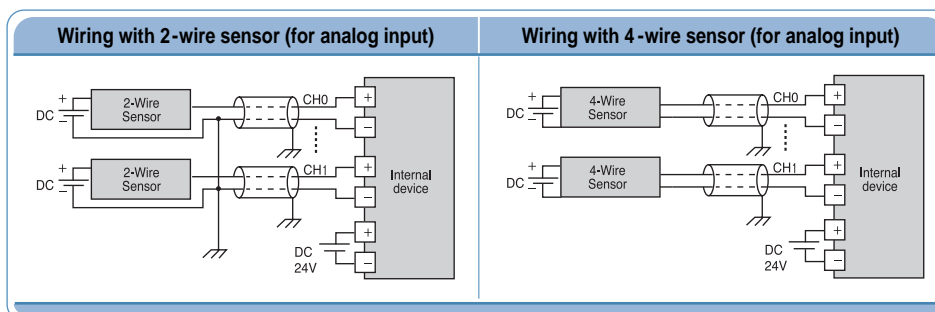 Wiring with 2-wire sensor (for analog input)
Wiring with 4-wire sensor (for analog input)
+
DC
−
2-Wire
Sensor
CH0
+
−
+
DC
−
2-Wire
Sensor
CH1
+
−
Internal
device
DC
24V
+
−
+
DC
−
4-Wire
Sensor
CH0
+
−
+
DC
−
4-Wire
Sensor
CH1
+
−
Internal
device
DC
24V
+
−